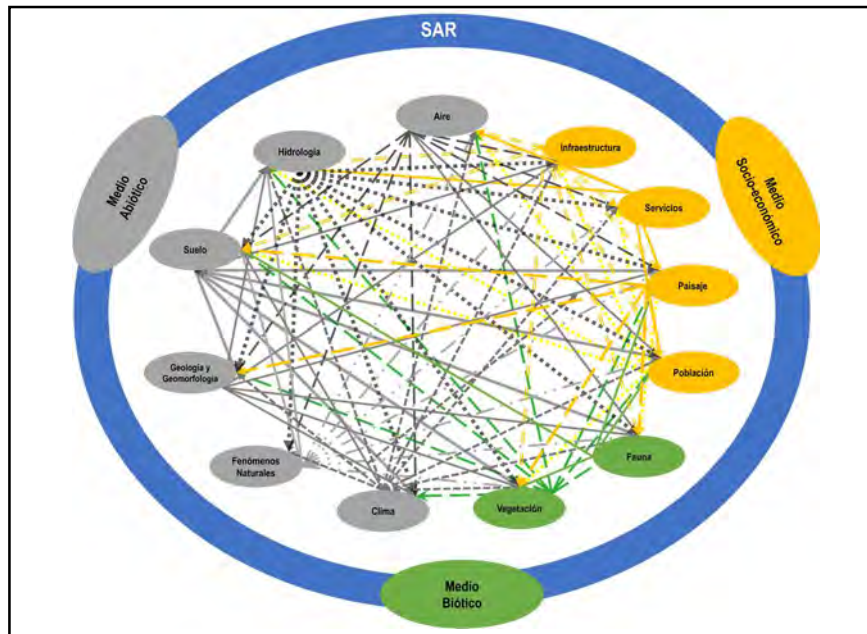 SAR
Aire
Infraestructura
Hidrología
Medio
Abiótico
Medio
Socio-económico
Servicios
Suelo
Paisaje
Geología y
Geomorfología
Población
Fauna
Fenómenos
Naturales
Clima
Vegetación
Medio
Biótico